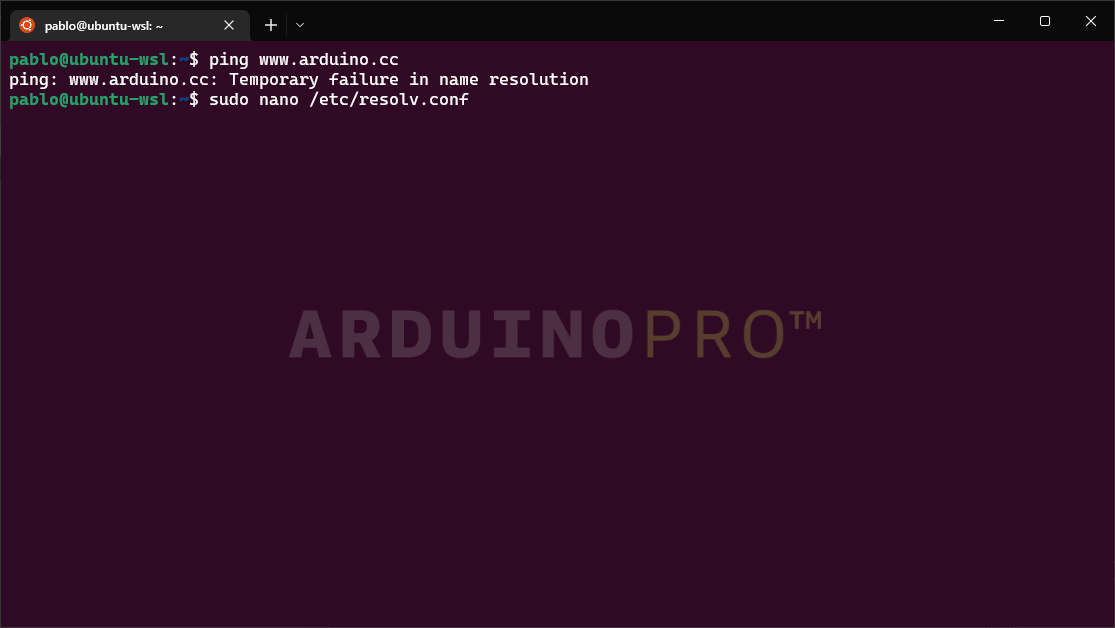 pablo@ubuntu-wsl: ~
pablo@ubuntu-wsl:~$ ping www.arduino.cc
ping: www.arduino.cc: Temporary failure in name resolution
pablo@ubuntu-wsl:~$ sudo nano /etc/resolv.conf
ARDUINOPRO™